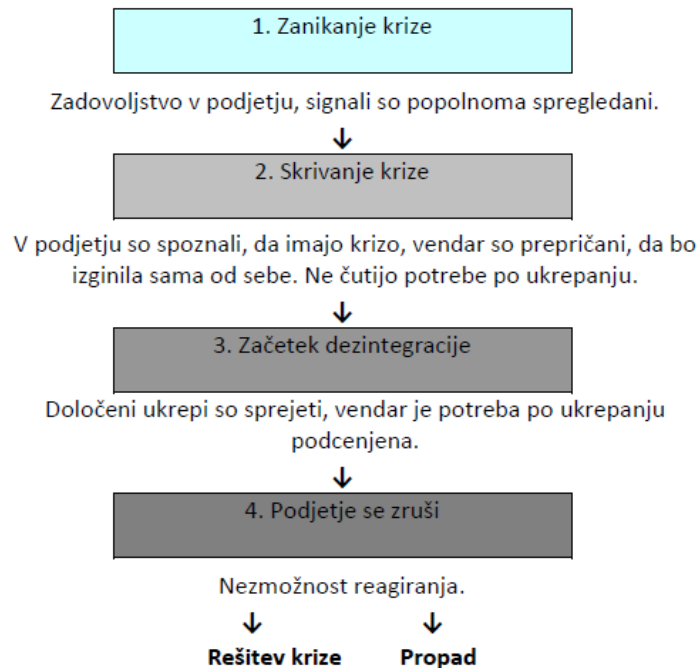 1. Zanikanje krize
Zadovoljstvo v podjetju, signali so popolnoma spregledani.
2. Skrivanje krize
V podjetju so spoznali, da imajo krizo, vendar so prepričani, da bo
izginila sama od sebe. Ne čutijo potrebe po ukrepanju.
3. Začetek dezintegracije
Določeni ukrepi so sprejeti, vendar je potreba po ukrepanju
podcenjena.
4. Podjetje se zruši
Nezmožnost reagiranja.
Rešitev krize Propad